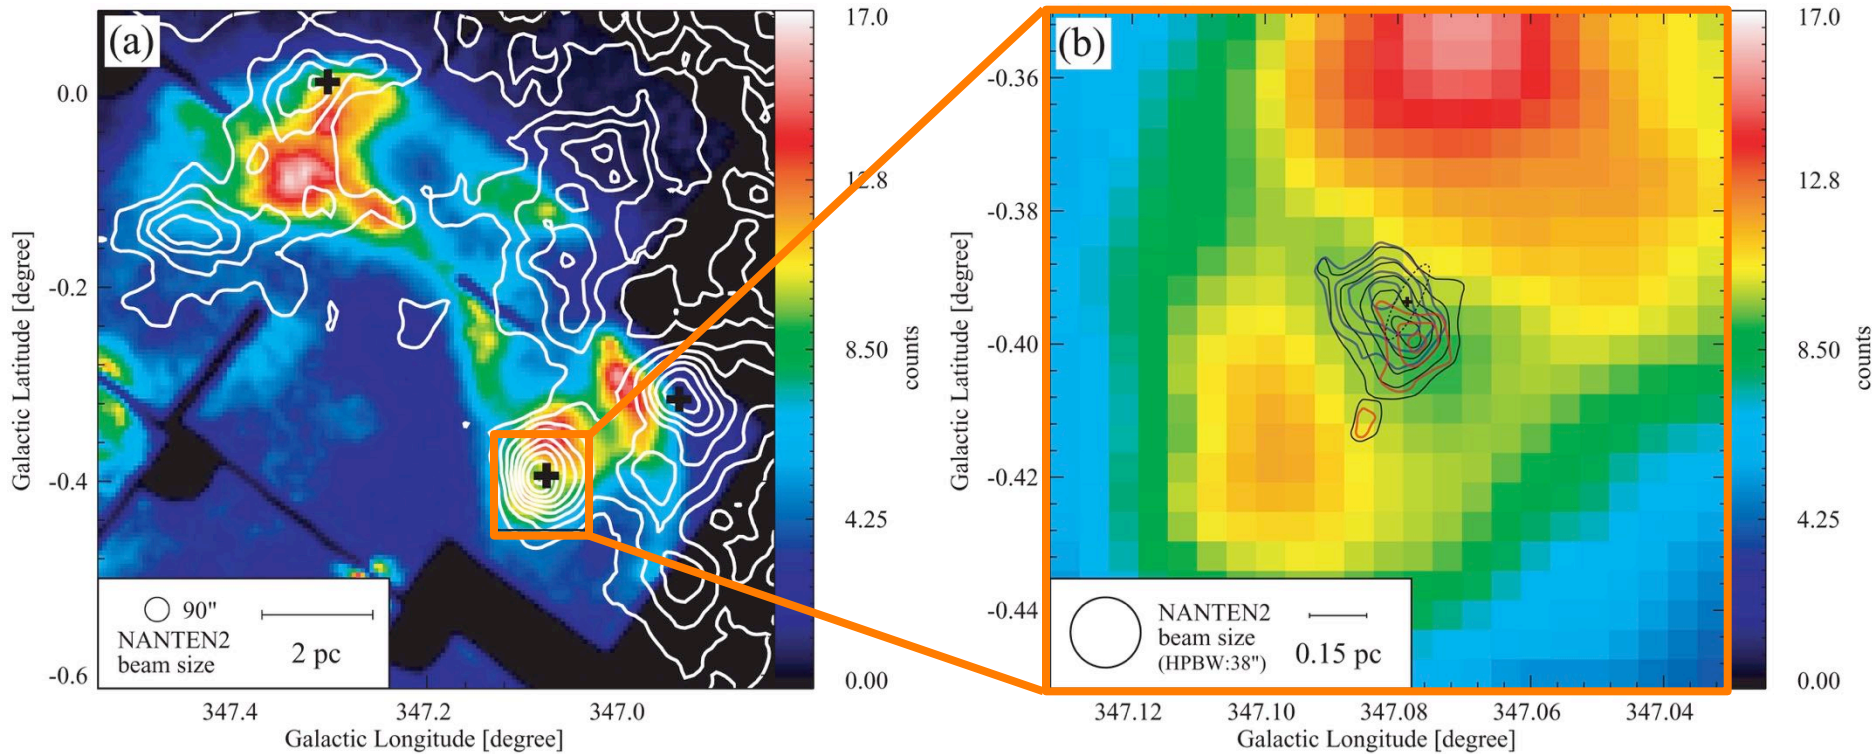 (a)
0.0
-0.2
-0.4
-0.6
Galactic Latitude [degree]
347.4
347.2
347.0
Galactic Longitude [degree]
90"
NANTEN2
beam size
2 pc
17.0
12.8
8.50
4.25
0.00
counts
(b)
-0.36
-0.38
-0.40
-0.42
-0.44
Galactic Latitude [degree]
347.12
347.10
347.08
347.06
347.04
Galactic Longitude [degree]
NANTEN2
beam size
(HPBW:38")
0.15 pc
17.0
12.8
8.50
4.25
0.00
counts